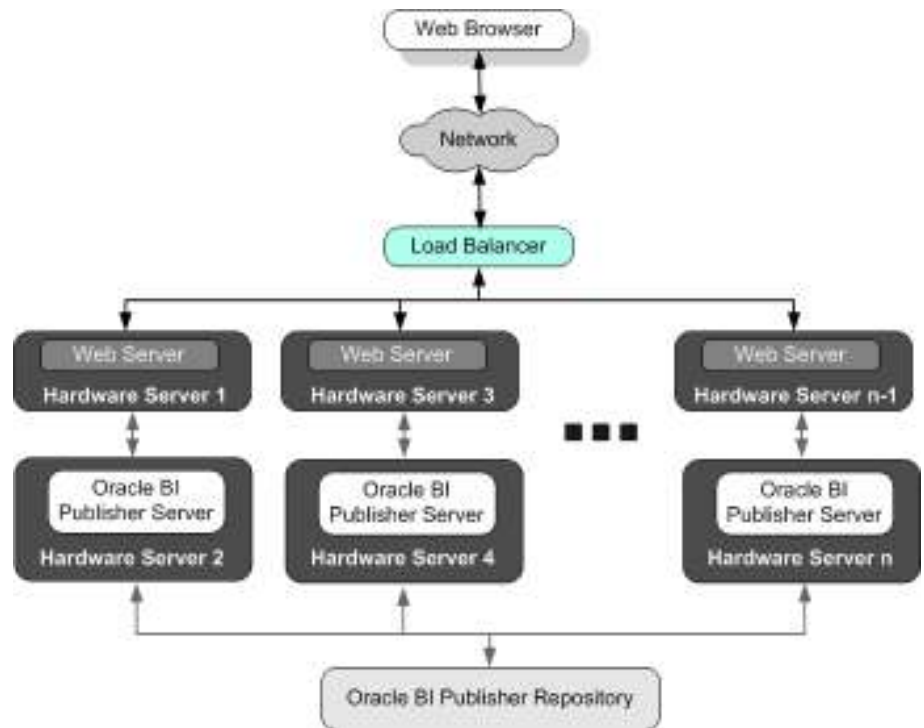 Web Browser
Network
Load Balancer
Web Server
Hardware Server 1
Web Server
Hardware Server 3
Web Server
Hardware Server n-1
Oracle BI
Publisher Server
Hardware Server 2
Oracle BI
Publisher Server
Hardware Server 4
Oracle BI
Publisher Server
Hardware Server n
Oracle BI Publisher Repository